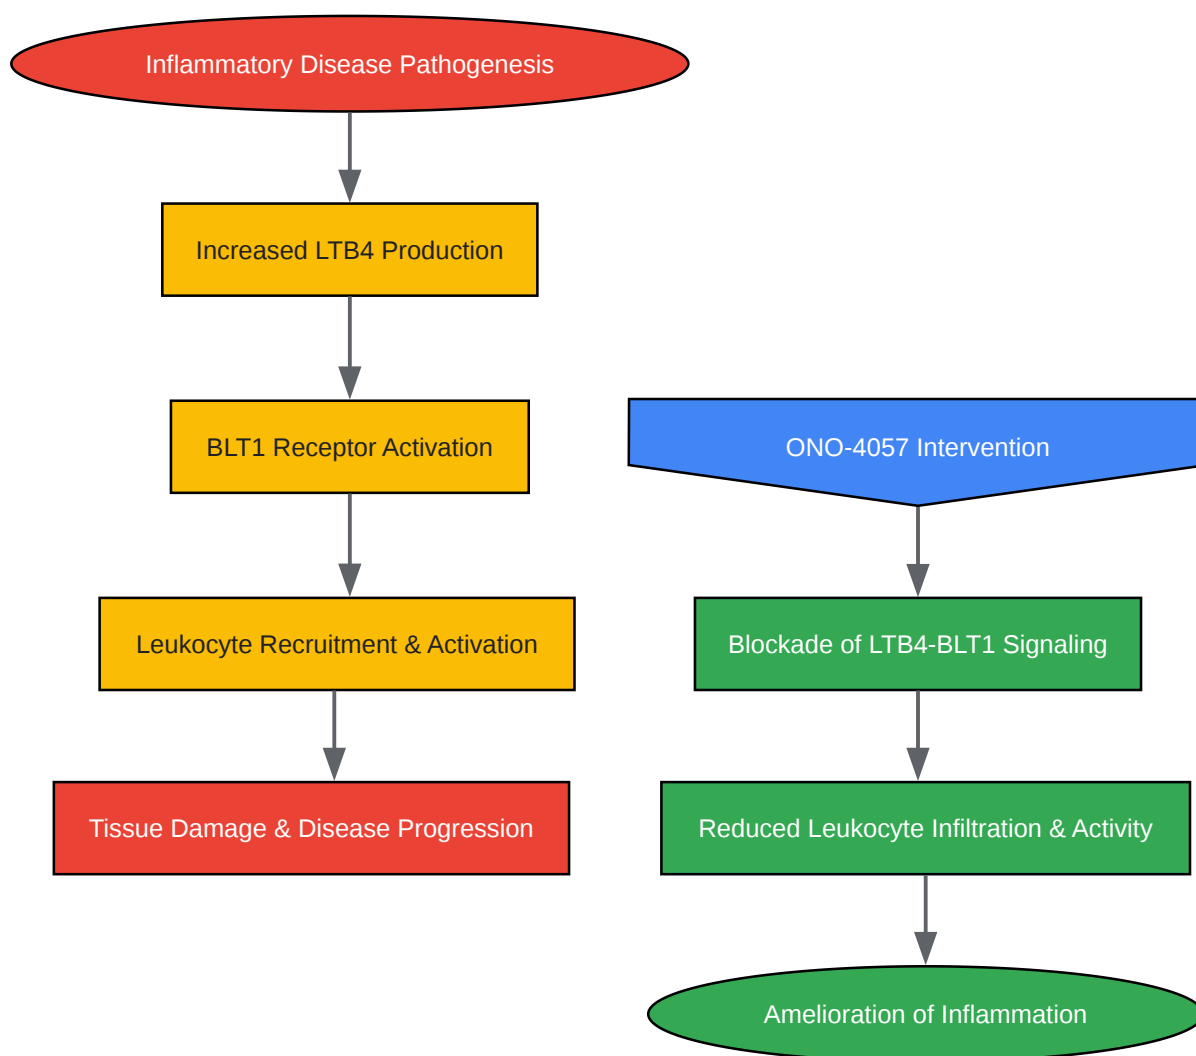 Inflammatory Disease Pathogenesis
Increased LTB4 Production
BLT1 Receptor Activation
Leukocyte Recruitment & Activation
Tissue Damage & Disease Progression
ONO-4057 Intervention
Blockade of LTB4-BLT1 Signaling
Reduced Leukocyte Infiltration & Activity
Amelioration of Inflammation